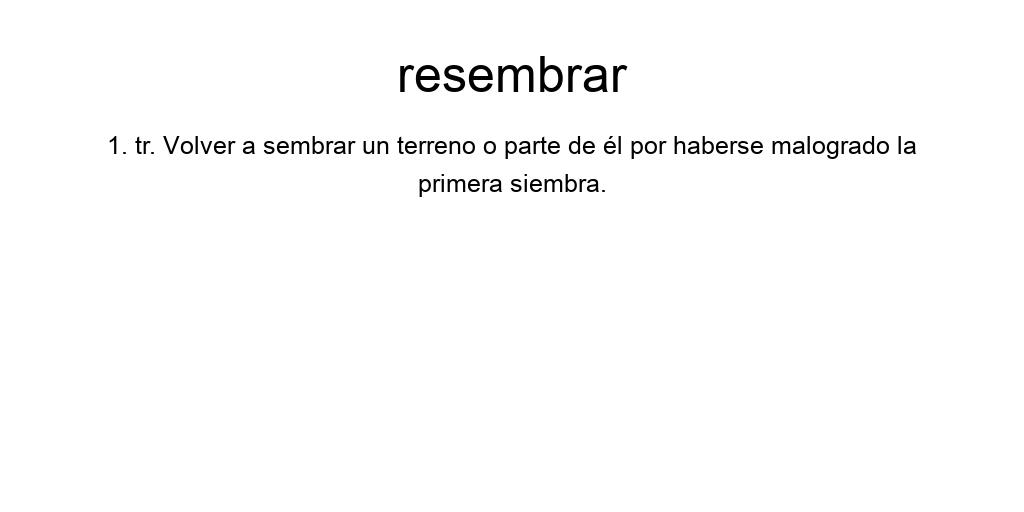 resembrar
1. tr. Volver a sembrar un terreno o parte de él por haberse malogrado la
primera siembra.